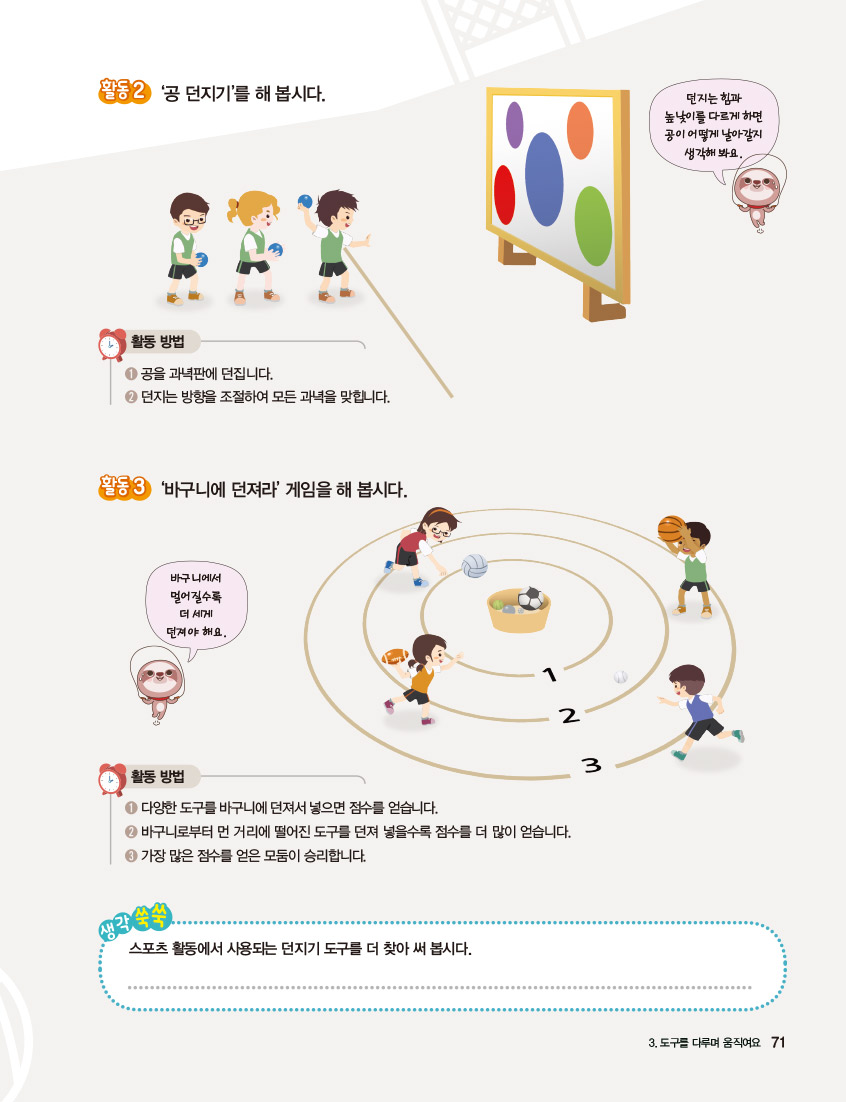 활동 2 ‘공 던지기’를 해 봅시다.
던지는 힘과
높낮이를 다르게 하면
공이 어떻게 날아갈지
생각해 봐요.
활동 방법
1 공을 과녁판에 던집니다.
2 던지는 방향을 조절하여 모든 과녁을 맞힙니다.
활동 3 ‘바구니에 던져라’ 게임을 해 봅시다.
바구니에서
멀어질수록
더 세게
던져야 해요.
1
2
3
활동 방법
1 다양한 도구를 바구니에 던져서 넣으면 점수를 얻습니다.
2 바구니로부터 먼 거리에 떨어진 도구를 던져 넣을수록 점수를 더 많이 얻습니다.
3 가장 많은 점수를 얻은 모둠이 승리합니다.
생각 쑥쑥
스포츠 활동에서 사용되는 던지기 도구를 더 찾아 써 봅시다.
3. 도구를 다루며 움직여요 71